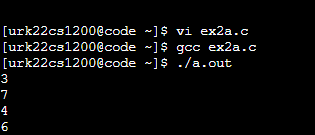 [urk22cs1200@code ~]$ vi ex2a.c
[urk22cs1200@code ~]$ gcc ex2a.c
[urk22cs1200@code ~]$ ./a.out
3
7
4
6